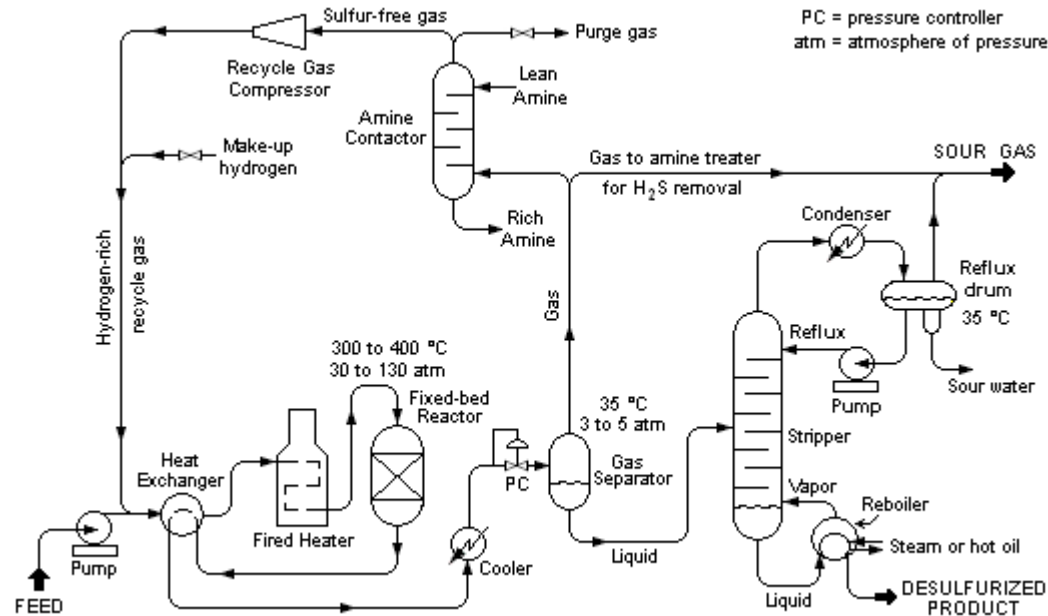 Sulfur-free gas
PC = pressure controller
atm = atmosphere of pressure
Purge gas
Recycle Gas
Compressor
Lean
Amine
Amine
Contactor
Make-up
hydrogen
Gas to amine treater
for H₂S removal
SOUR GAS
Rich
Amine
Condenser
Hydrogen-rich
recycle gas
Gas
Reflux
drum
35 °C
300 to 400 °C
30 to 130 atm
Fixed-bed
Reactor
Reflux
Sour water
Pump
35 °C
3 to 5 atm
Gas
Separator
Stripper
Heat
Exchanger
PC
Vapor
Reboiler
Fired Heater
Steam or hot oil
Pump
Cooler
Liquid
Liquid
FEED
DESULFURIZED
PRODUCT